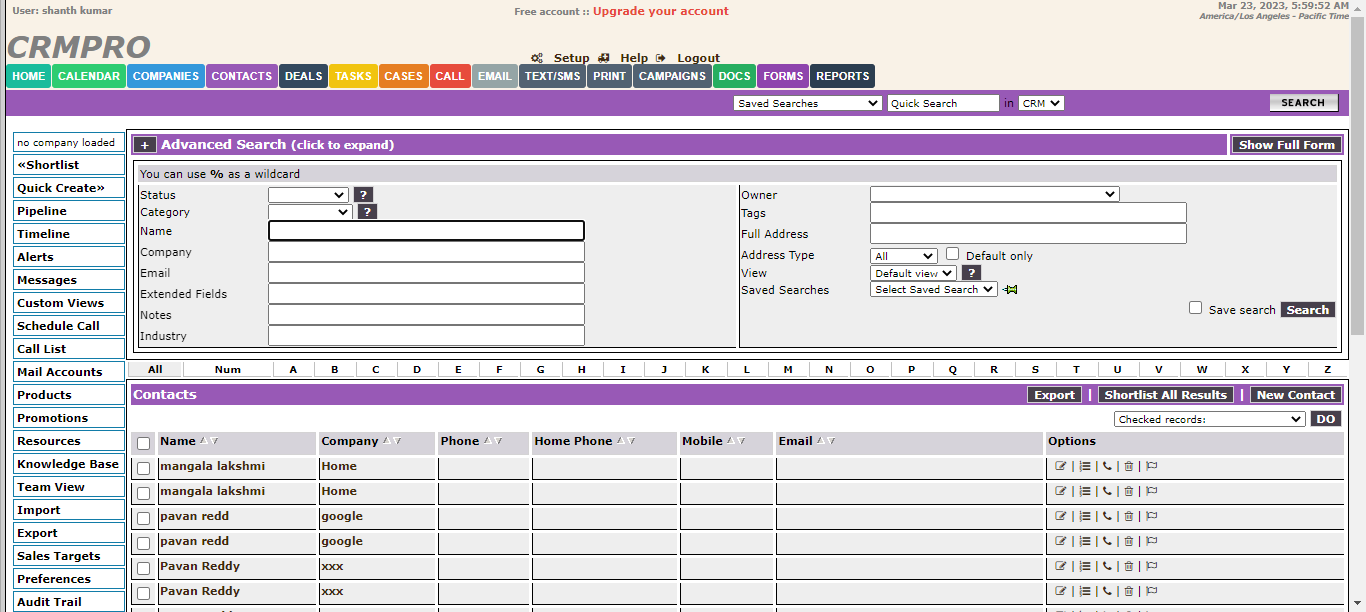 User: shanth kumar
Free account :: Upgrade your account
Mar 23, 2023, 5:59:52 AM
America/Los Angeles - Pacific Time
CRMPRO
Setup Help Logout
HOME CALENDAR COMPANIES CONTACTS DEALS TASKS CASES CALL EMAIL TEXT/SMS PRINT CAMPAIGNS DOCS FORMS REPORTS
Saved Searches Quick Search in CRM SEARCH
no company loaded
«Shortlist
Quick Create»
Pipeline
Timeline
Alerts
Messages
Custom Views
Schedule Call
Call List
Mail Accounts
Products
Promotions
Resources
Knowledge Base
Team View
Import
Export
Sales Targets
Preferences
Audit Trail
+ Advanced Search (click to expand) Show Full Form
You can use % as a wildcard
Status ?
Category ?
Name
Company
Email
Extended Fields
Notes
Industry
Owner
Tags
Full Address
Address Type All Default only
View Default view ?
Saved Searches Select Saved Search
Save search Search
All Num A B C D E F G H I J K L M N O P Q R S T U V W X Y Z
Contacts Export | Shortlist All Results | New Contact
Checked records: DO
Name Company Phone Home Phone Mobile Email Options
mangala lakshmi Home | | | |
mangala lakshmi Home | | | |
pavan redd google | | | |
pavan redd google | | | |
Pavan Reddy xxx | | | |
Pavan Reddy xxx | | | |